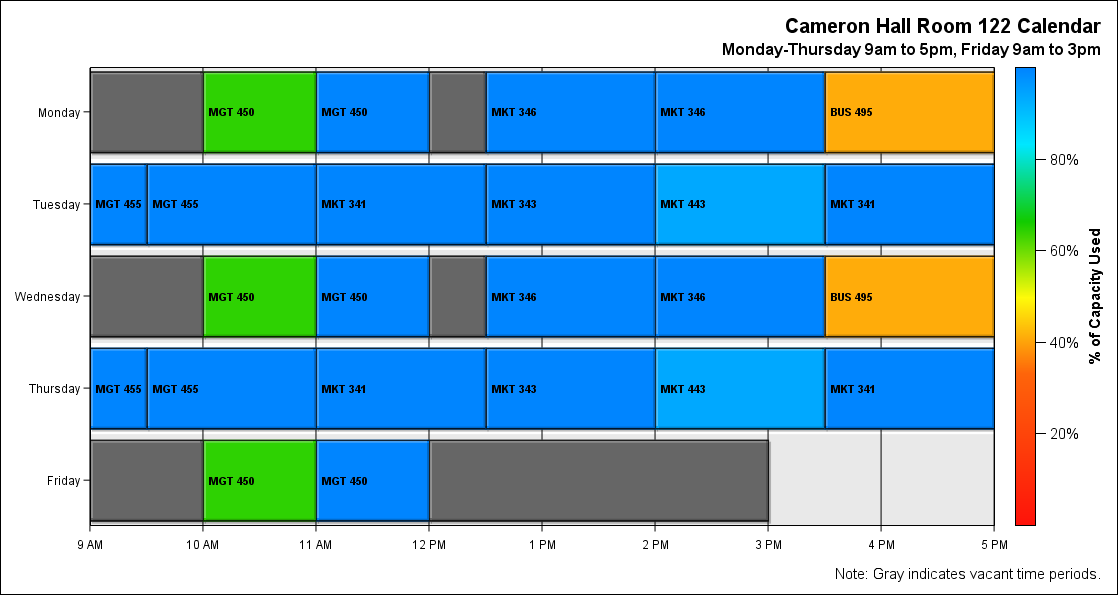 Cameron Hall Room 122 Calendar
Monday-Thursday 9am to 5pm, Friday 9am to 3pm
Monday
MGT 450
MGT 450
MKT 346
MKT 346
BUS 495
Tuesday
MGT 455
MGT 455
MKT 341
MKT 343
MKT 443
MKT 341
Wednesday
MGT 450
MGT 450
MKT 346
MKT 346
BUS 495
Thursday
MGT 455
MGT 455
MKT 341
MKT 343
MKT 443
MKT 341
Friday
MGT 450
MGT 450
9 AM
10 AM
11 AM
12 PM
1 PM
2 PM
3 PM
4 PM
5 PM
80%
60%
40%
20%
% of Capacity Used
Note: Gray indicates vacant time periods.